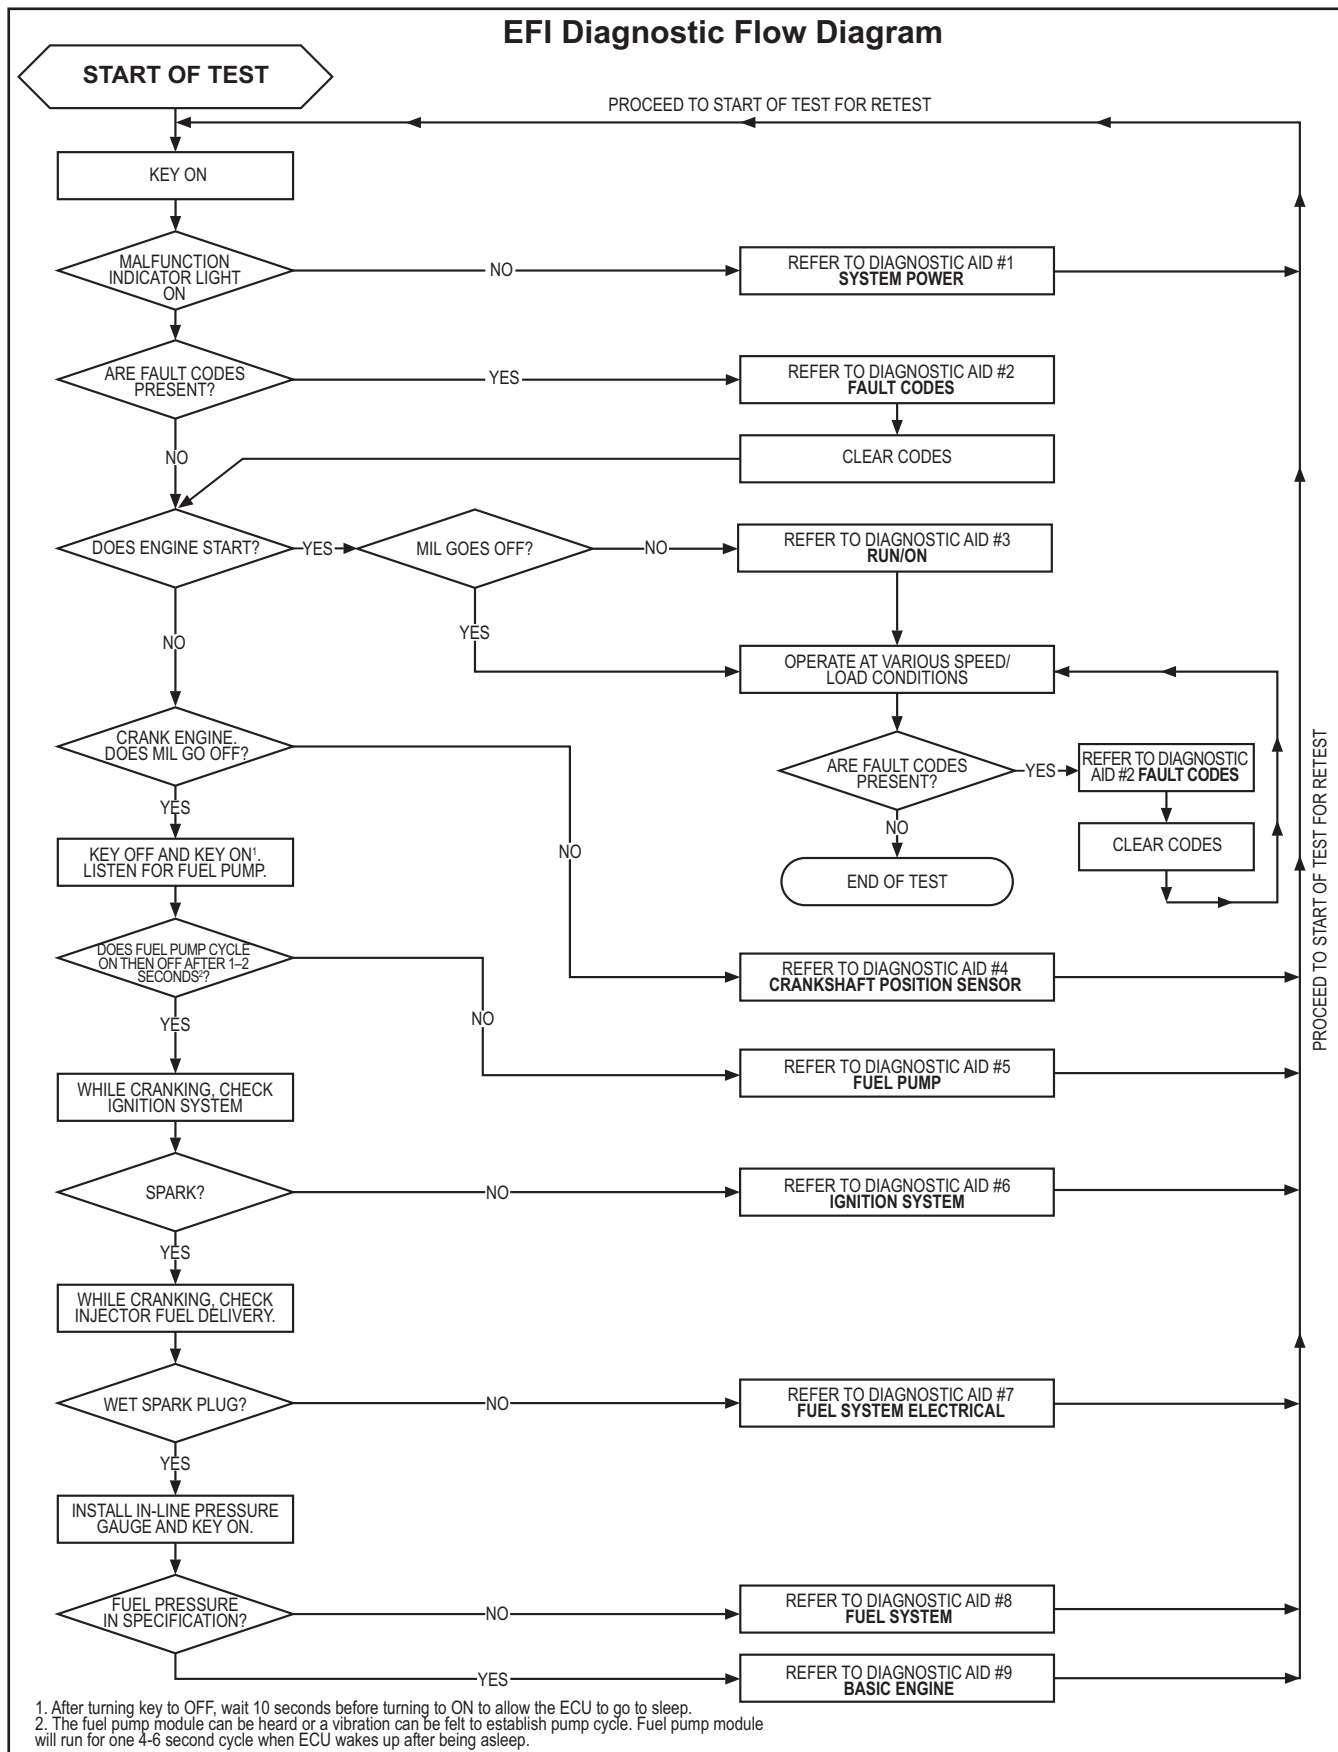 EFI Diagnostic Flow Diagram
START OF TEST
PROCEED TO START OF TEST FOR RETEST
KEY ON
MALFUNCTION
INDICATOR LIGHT
ON
NO
REFER TO DIAGNOSTIC AID #1
SYSTEM POWER
ARE FAULT CODES
PRESENT?
YES
REFER TO DIAGNOSTIC AID #2
FAULT CODES
NO
CLEAR CODES
DOES ENGINE START?
YES
MIL GOES OFF?
NO
REFER TO DIAGNOSTIC AID #3
RUN/ON
YES
NO
OPERATE AT VARIOUS SPEED/
LOAD CONDITIONS
CRANK ENGINE.
DOES MIL GO OFF?
ARE FAULT CODES
PRESENT?
YES
REFER TO DIAGNOSTIC
AID #2 FAULT CODES
PROCEED TO START OF TEST FOR RETEST
YES
NO
NO
CLEAR CODES
KEY OFF AND KEY ON¹.
LISTEN FOR FUEL PUMP.
END OF TEST
DOES FUEL PUMP CYCLE
ON THEN OFF AFTER 1–2
SECONDS²?
REFER TO DIAGNOSTIC AID #4
CRANKSHAFT POSITION SENSOR
YES
NO
REFER TO DIAGNOSTIC AID #5
FUEL PUMP
WHILE CRANKING, CHECK
IGNITION SYSTEM
SPARK?
NO
REFER TO DIAGNOSTIC AID #6
IGNITION SYSTEM
YES
WHILE CRANKING, CHECK
INJECTOR FUEL DELIVERY.
WET SPARK PLUG?
NO
REFER TO DIAGNOSTIC AID #7
FUEL SYSTEM ELECTRICAL
YES
INSTALL IN-LINE PRESSURE
GAUGE AND KEY ON.
FUEL PRESSURE
IN SPECIFICATION?
NO
REFER TO DIAGNOSTIC AID #8
FUEL SYSTEM
YES
REFER TO DIAGNOSTIC AID #9
BASIC ENGINE
1. After turning key to OFF, wait 10 seconds before turning to ON to allow the ECU to go to sleep.
2. The fuel pump module can be heard or a vibration can be felt to establish pump cycle. Fuel pump module
will run for one 4-6 second cycle when ECU wakes up after being asleep.